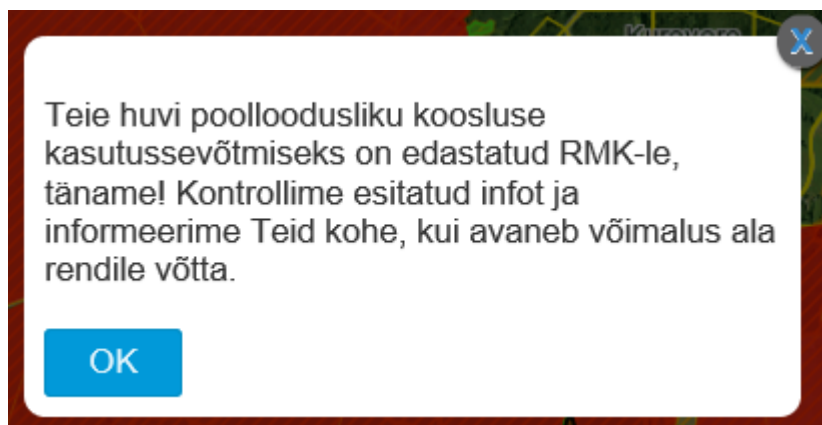 X
Teie huvi poolloodusliku koosluse
kasutussevõtmiseks on edastatud RMK-le,
täname! Kontrollime esitatud infot ja
informeerime Teid kohe, kui avaneb võimalus ala
rendile võtta.
OK